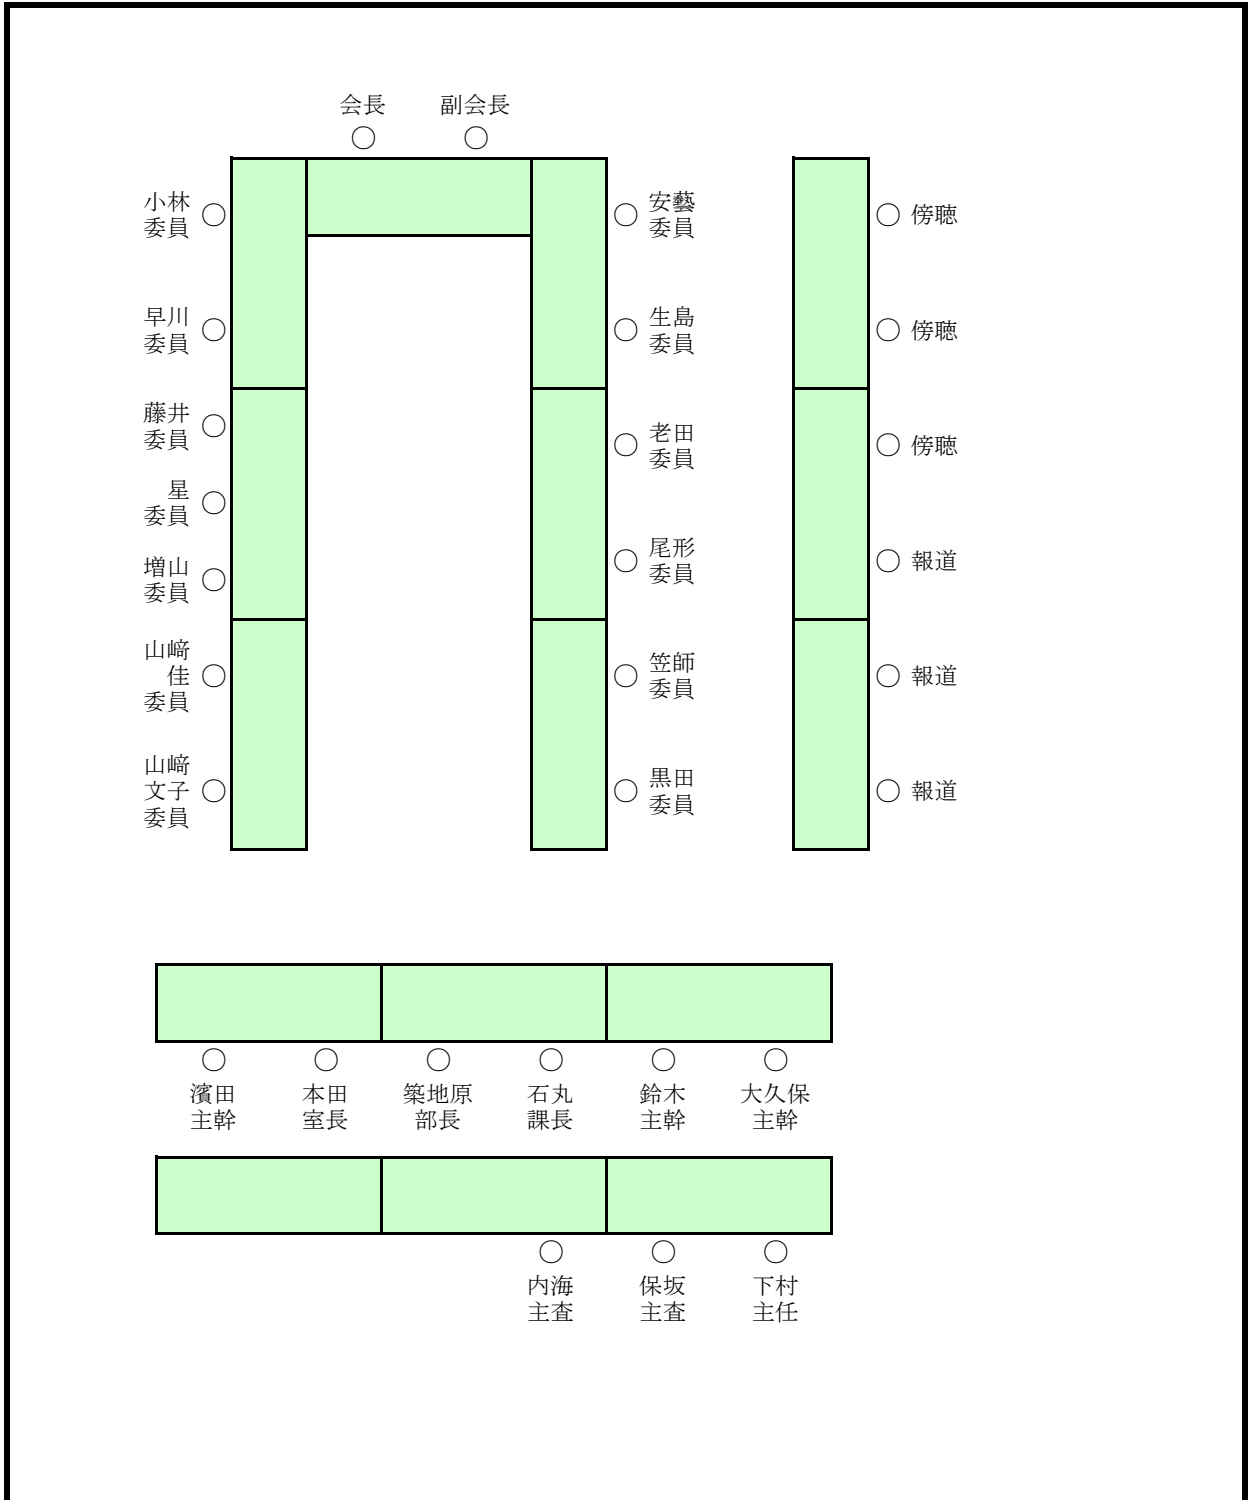 会長
副会長
小林
委員
早川
委員
藤井
委員
星
委員
増山
委員
山﨑
佳
委員
山﨑
文子
委員
安藝
委員
生島
委員
老田
委員
尾形
委員
笠師
委員
黒田
委員
傍聴
傍聴
傍聴
報道
報道
報道
濱田
主幹
本田
室長
築地原
部長
石丸
課長
鈴木
主幹
大久保
主幹
内海
主査
保坂
主査
下村
主任